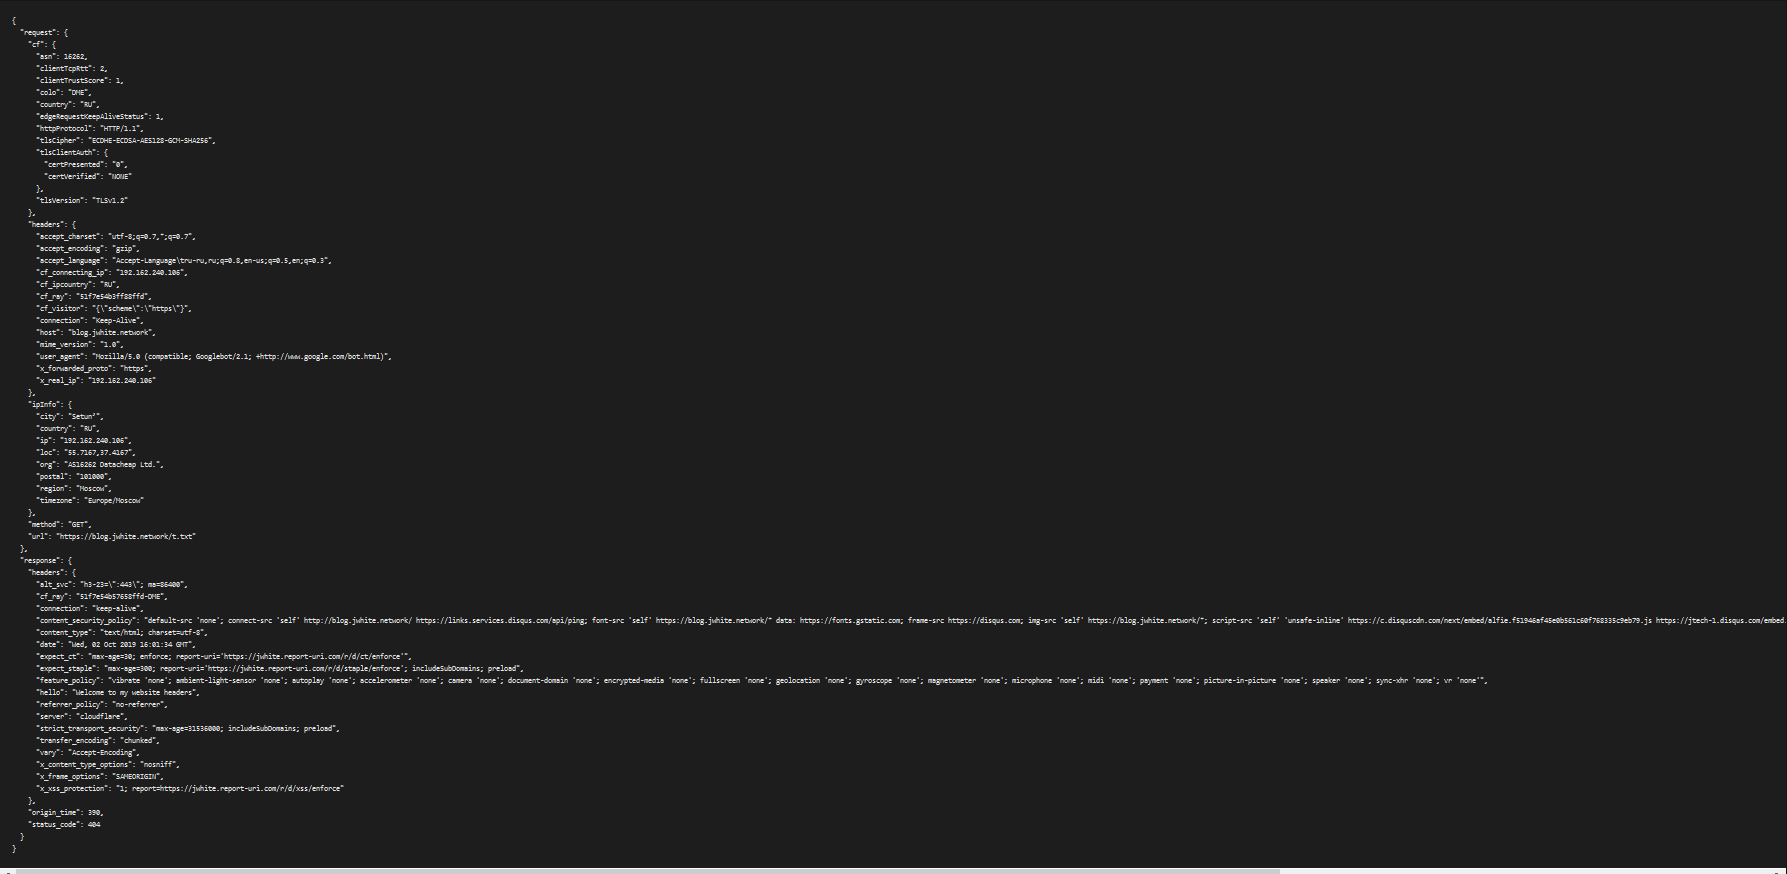 {
"request": {
"cf": {
"asn": 16262,
"clientTcpRtt": 2,
"clientTrustScore": 1,
"colo": "DME",
"country": "RU",
"edgeRequestKeepAliveStatus": 1,
"httpProtocol": "HTTP/1.1",
"tlsCipher": "ECDHE-ECDSA-AES128-GCM-SHA256",
"tlsClientAuth": {
"certPresented": "0",
"certVerified": "NONE"
},
"tlsVersion": "TLSv1.2"
},
"headers": {
"accept_charset": "utf-8;q=0.7,*;q=0.7",
"accept_encoding": "gzip",
"accept_language": "Accept-Language\tru-ru,ru;q=0.8,en-us;q=0.5,en;q=0.3",
"cf_connecting_ip": "192.162.240.106",
"cf_ipcountry": "RU",
"cf_ray": "51f7e54b3ff88ffd",
"cf_visitor": "{\"scheme\":\"https\"}",
"connection": "Keep-Alive",
"host": "blog.jwhite.network",
"mime_version": "1.0",
"user_agent": "Mozilla/5.0 (compatible; Googlebot/2.1; +http://www.google.com/bot.html)",
"x_forwarded_proto": "https",
"x_real_ip": "192.162.240.106"
},
"ipInfo": {
"city": "Setun'",
"country": "RU",
"ip": "192.162.240.106",
"loc": "55.7167,37.4167",
"org": "AS16262 Datacheap Ltd.",
"postal": "101000",
"region": "Moscow",
"timezone": "Europe/Moscow"
},
"method": "GET",
"url": "https://blog.jwhite.network/t.txt"
},
"response": {
"headers": {
"alt_svc": "h3-23=\":443\"; ma=86400",
"cf_ray": "51f7e54b57658ffd-DME",
"connection": "keep-alive",
"content_security_policy": "default-src 'none'; connect-src 'self' http://blog.jwhite.network/ https://links.services.disqus.com/api/ping; font-src 'self' https://blog.jwhite.network/* data: https://fonts.gstatic.com; frame-src https://disqus.com; img-src 'self' https://blog.jwhite.network/*; script-src 'self' 'unsafe-inline' https://c.disquscdn.com/next/embed/alfie.f51946af45e0b561c60f768335c9eb79.js https://jtech-1.disqus.com/embed.
"content_type": "text/html; charset=utf-8",
"date": "Wed, 02 Oct 2019 16:01:34 GMT",
"expect_ct": "max-age=30; enforce; report-uri='https://jwhite.report-uri.com/r/d/ct/enforce'",
"expect_staple": "max-age=300; report-uri='https://jwhite.report-uri.com/r/d/staple/enforce'; includeSubDomains; preload",
"feature_policy": "vibrate 'none'; ambient-light-sensor 'none'; autoplay 'none'; accelerometer 'none'; camera 'none'; document-domain 'none'; encrypted-media 'none'; fullscreen 'none'; geolocation 'none'; gyroscope 'none'; magnetometer 'none'; microphone 'none'; midi 'none'; payment 'none'; picture-in-picture 'none'; speaker 'none'; sync-xhr 'none'; vr 'none'",
"hello": "Welcome to my website headers",
"referrer_policy": "no-referrer",
"server": "cloudflare",
"strict_transport_security": "max-age=31536000; includeSubDomains; preload",
"transfer_encoding": "chunked",
"vary": "Accept-Encoding",
"x_content_type_options": "nosniff",
"x_frame_options": "SAMEORIGIN",
"x_xss_protection": "1; report=https://jwhite.report-uri.com/r/d/xss/enforce"
},
"origin_time": 390,
"status_code": 404
}
}